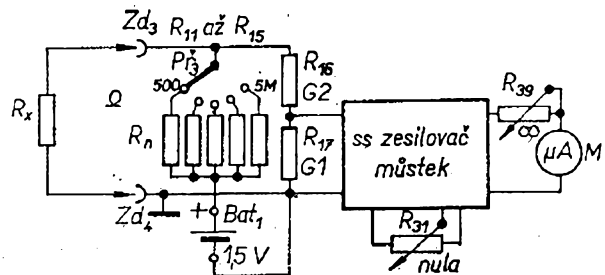 Zd3
R11 až R15
Př3
500
5M
Ω
Rx
Rn
R16
G2
R17
G1
ss zesilovač
můstek
R39
∞
μA
M
Zd4
+
Bat1
1,5 V
R31
nula